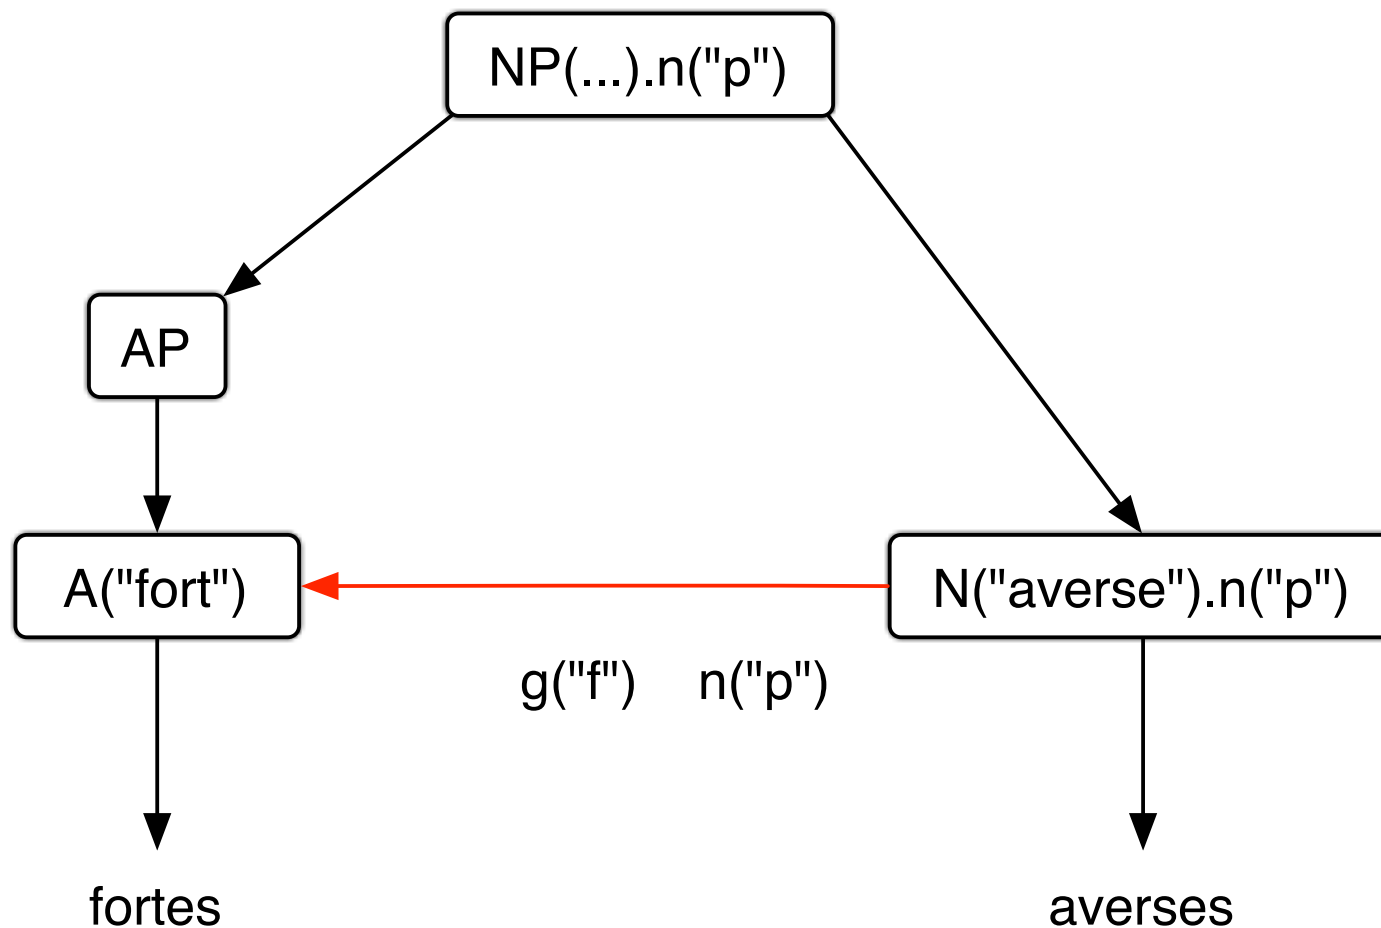 NP(...).n("p")
AP
A("fort")
N("averse").n("p")
g("f") n("p")
fortes
averses